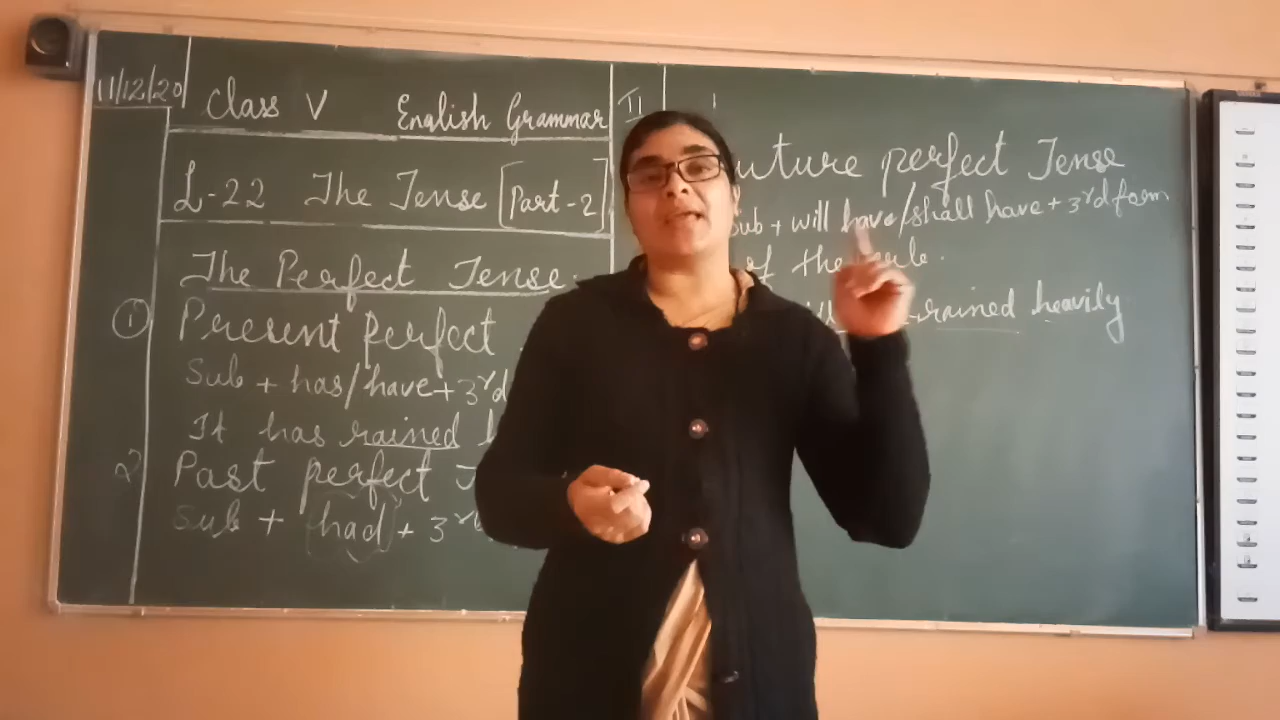 11/12/20
Class V English Grammar
L-22 The Tense [Part-2]
The Perfect Tense.
① Present perfect
Sub + has/have + 3rd
It has rained
2 Past perfect
Sub + had + 3rd
II
uture perfect Tense
Sub + will have/shall have + 3rd form
of the
rained heavily